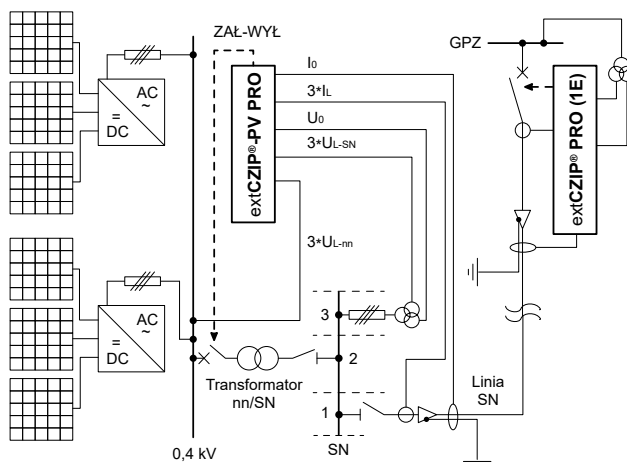 ZAŁ-WYŁ
GPZ
AC
~
=
DC
extCZIP®-PV PRO
I0
3*IL
U0
3*UL-SN
3*UL-nn
extCZIP® PRO (1E)
AC
~
=
DC
3
2
1
Transformator
nn/SN
Linia
SN
0,4 kV
SN